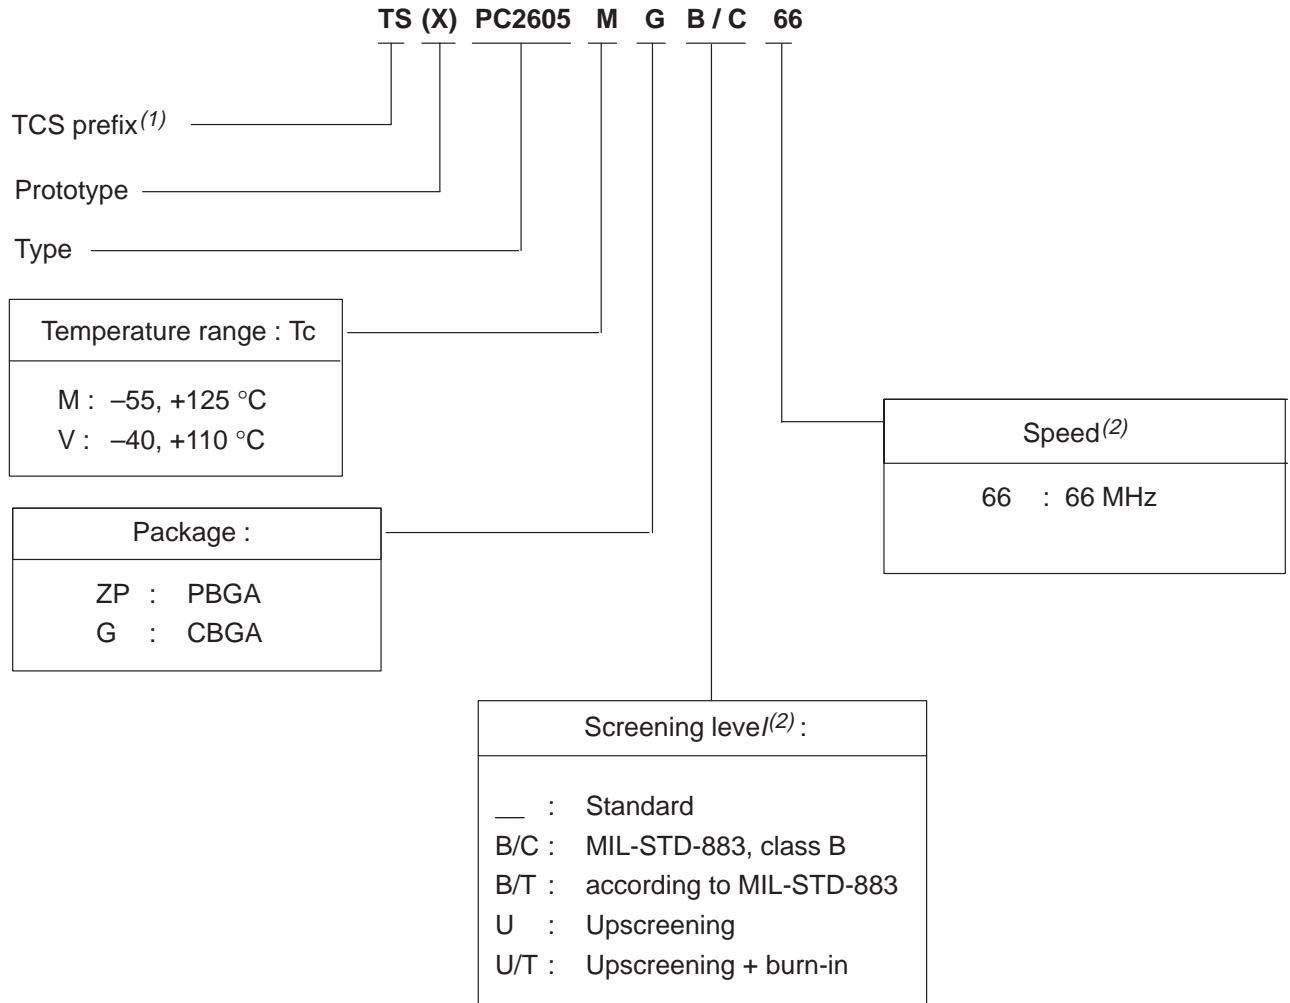 TS (X) PC2605 M G B / C 66
TCS prefix(1)
Prototype
Type
Temperature range : Tc
M : –55, +125 °C
V : –40, +110 °C
Speed(2)
66 : 66 MHz
Package :
ZP : PBGA
G : CBGA
Screening level(2) :
__ : Standard
B/C : MIL-STD-883, class B
B/T : according to MIL-STD-883
U : Upscreening
U/T : Upscreening + burn-in